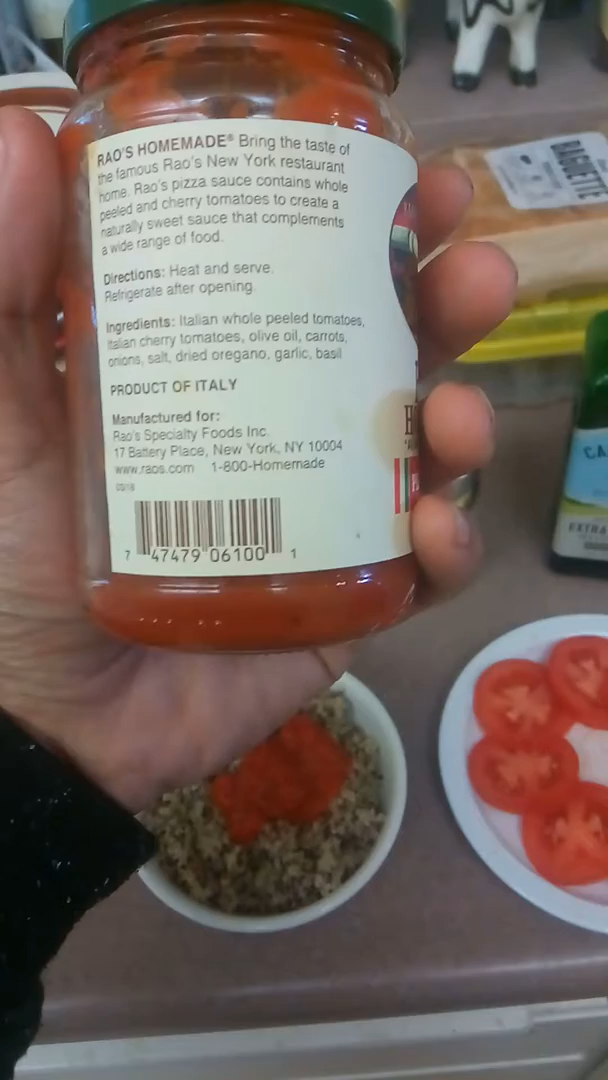 RAO'S HOMEMADE® Bring the taste of
the famous Rao's New York restaurant
home. Rao's pizza sauce contains whole
peeled and cherry tomatoes to create a
naturally sweet sauce that complements
a wide range of food.
Directions: Heat and serve.
Refrigerate after opening.
Ingredients: Italian whole peeled tomatoes,
Italian cherry tomatoes, olive oil, carrots,
onions, salt, dried oregano, garlic, basil
PRODUCT OF ITALY
Manufactured for:
Rao's Specialty Foods Inc.
17 Battery Place, New York, NY 10004
www.raos.com 1-800-Homemade
7 47479 06100 1
BAGUETTE
CA
EXTRA